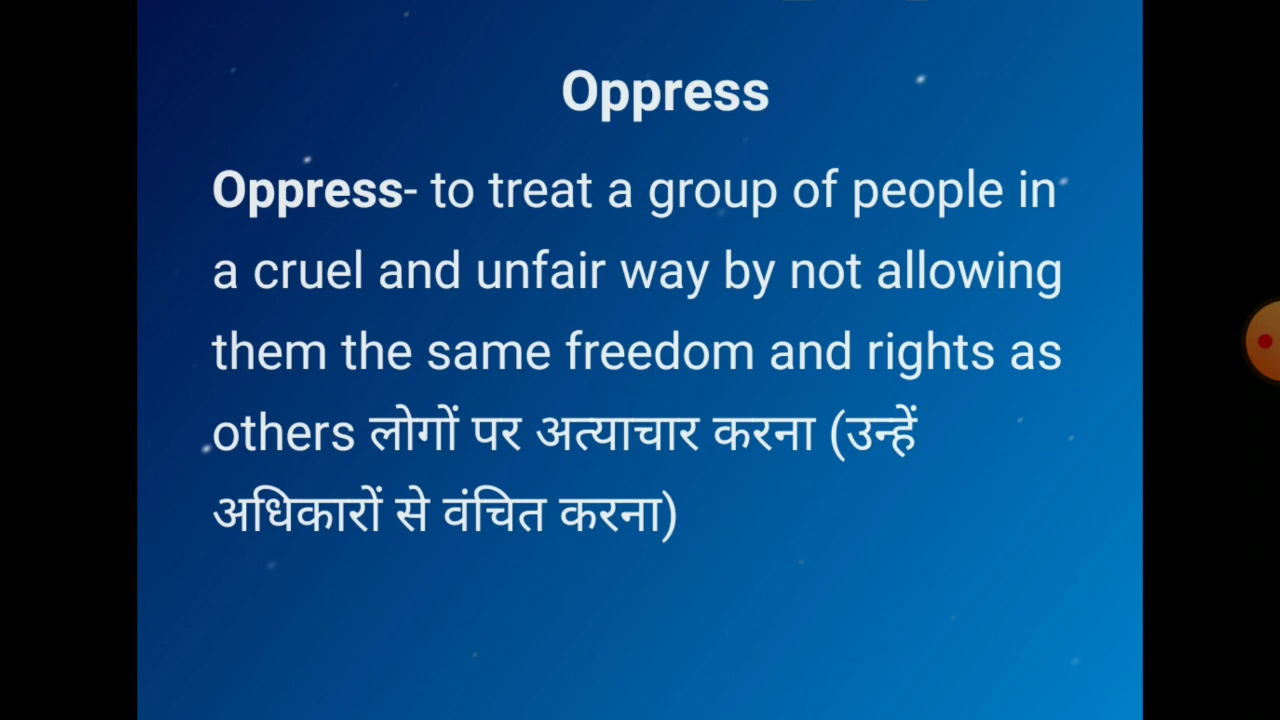 Oppress
Oppress- to treat a group of people in
a cruel and unfair way by not allowing
them the same freedom and rights as
others लोगों पर अत्याचार करना (उन्हें
अधिकारों से वंचित करना)